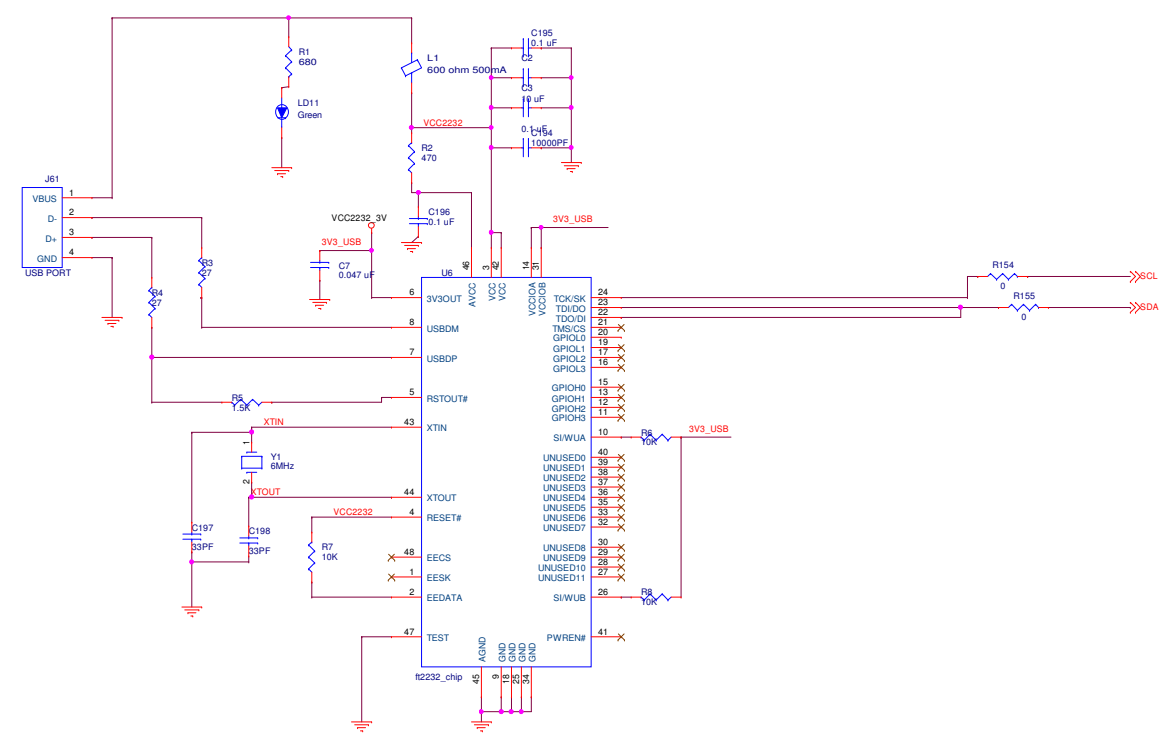 C195
0.1 uF
C2
C3
10 uF
0.1 uF
C194
10000PF
R1
680
L1
600 ohm 500mA
LD11
Green
VCC2232
R2
470
J61
VBUS 1
D- 2
D+ 3
GND 4
USB PORT
C196
0.1 uF
VCC2232_3V
3V3_USB
C7
0.047 uF
3V3_USB
R3
27
R4
27
U6
46 3 42 14 31
AVCC VCC VCC VCCIOA VCCIOB
R154
0
SCL
R155
0
SDA
6 3V3OUT
8 USBDM
7 USBDP
5 RSTOUT#
43 XTIN
44 XTOUT
4 RESET#
48 EECS
1 EESK
2 EEDATA
47 TEST
TCK/SK 24
TDI/DO 23
TDO/DI 22
TMS/CS 21
GPIOL0 20
GPIOL1 19
GPIOL2 17
GPIOL3 16
GPIOH0 15
GPIOH1 13
GPIOH2 12
GPIOH3 11
SI/WUA 10
UNUSED0 40
UNUSED1 39
UNUSED2 38
UNUSED3 37
UNUSED4 36
UNUSED5 35
UNUSED6 33
UNUSED7 32
UNUSED8 30
UNUSED9 29
UNUSED10 28
UNUSED11 27
SI/WUB 26
PWREN# 41
R5
1.5K
XTIN
1
Y1
6MHz
2
XTOUT
C197
33PF
C198
33PF
VCC2232
R7
10K
R6
10K
3V3_USB
R8
10K
AGND GND GND GND GND
45 9 18 25 34
ft2232_chip